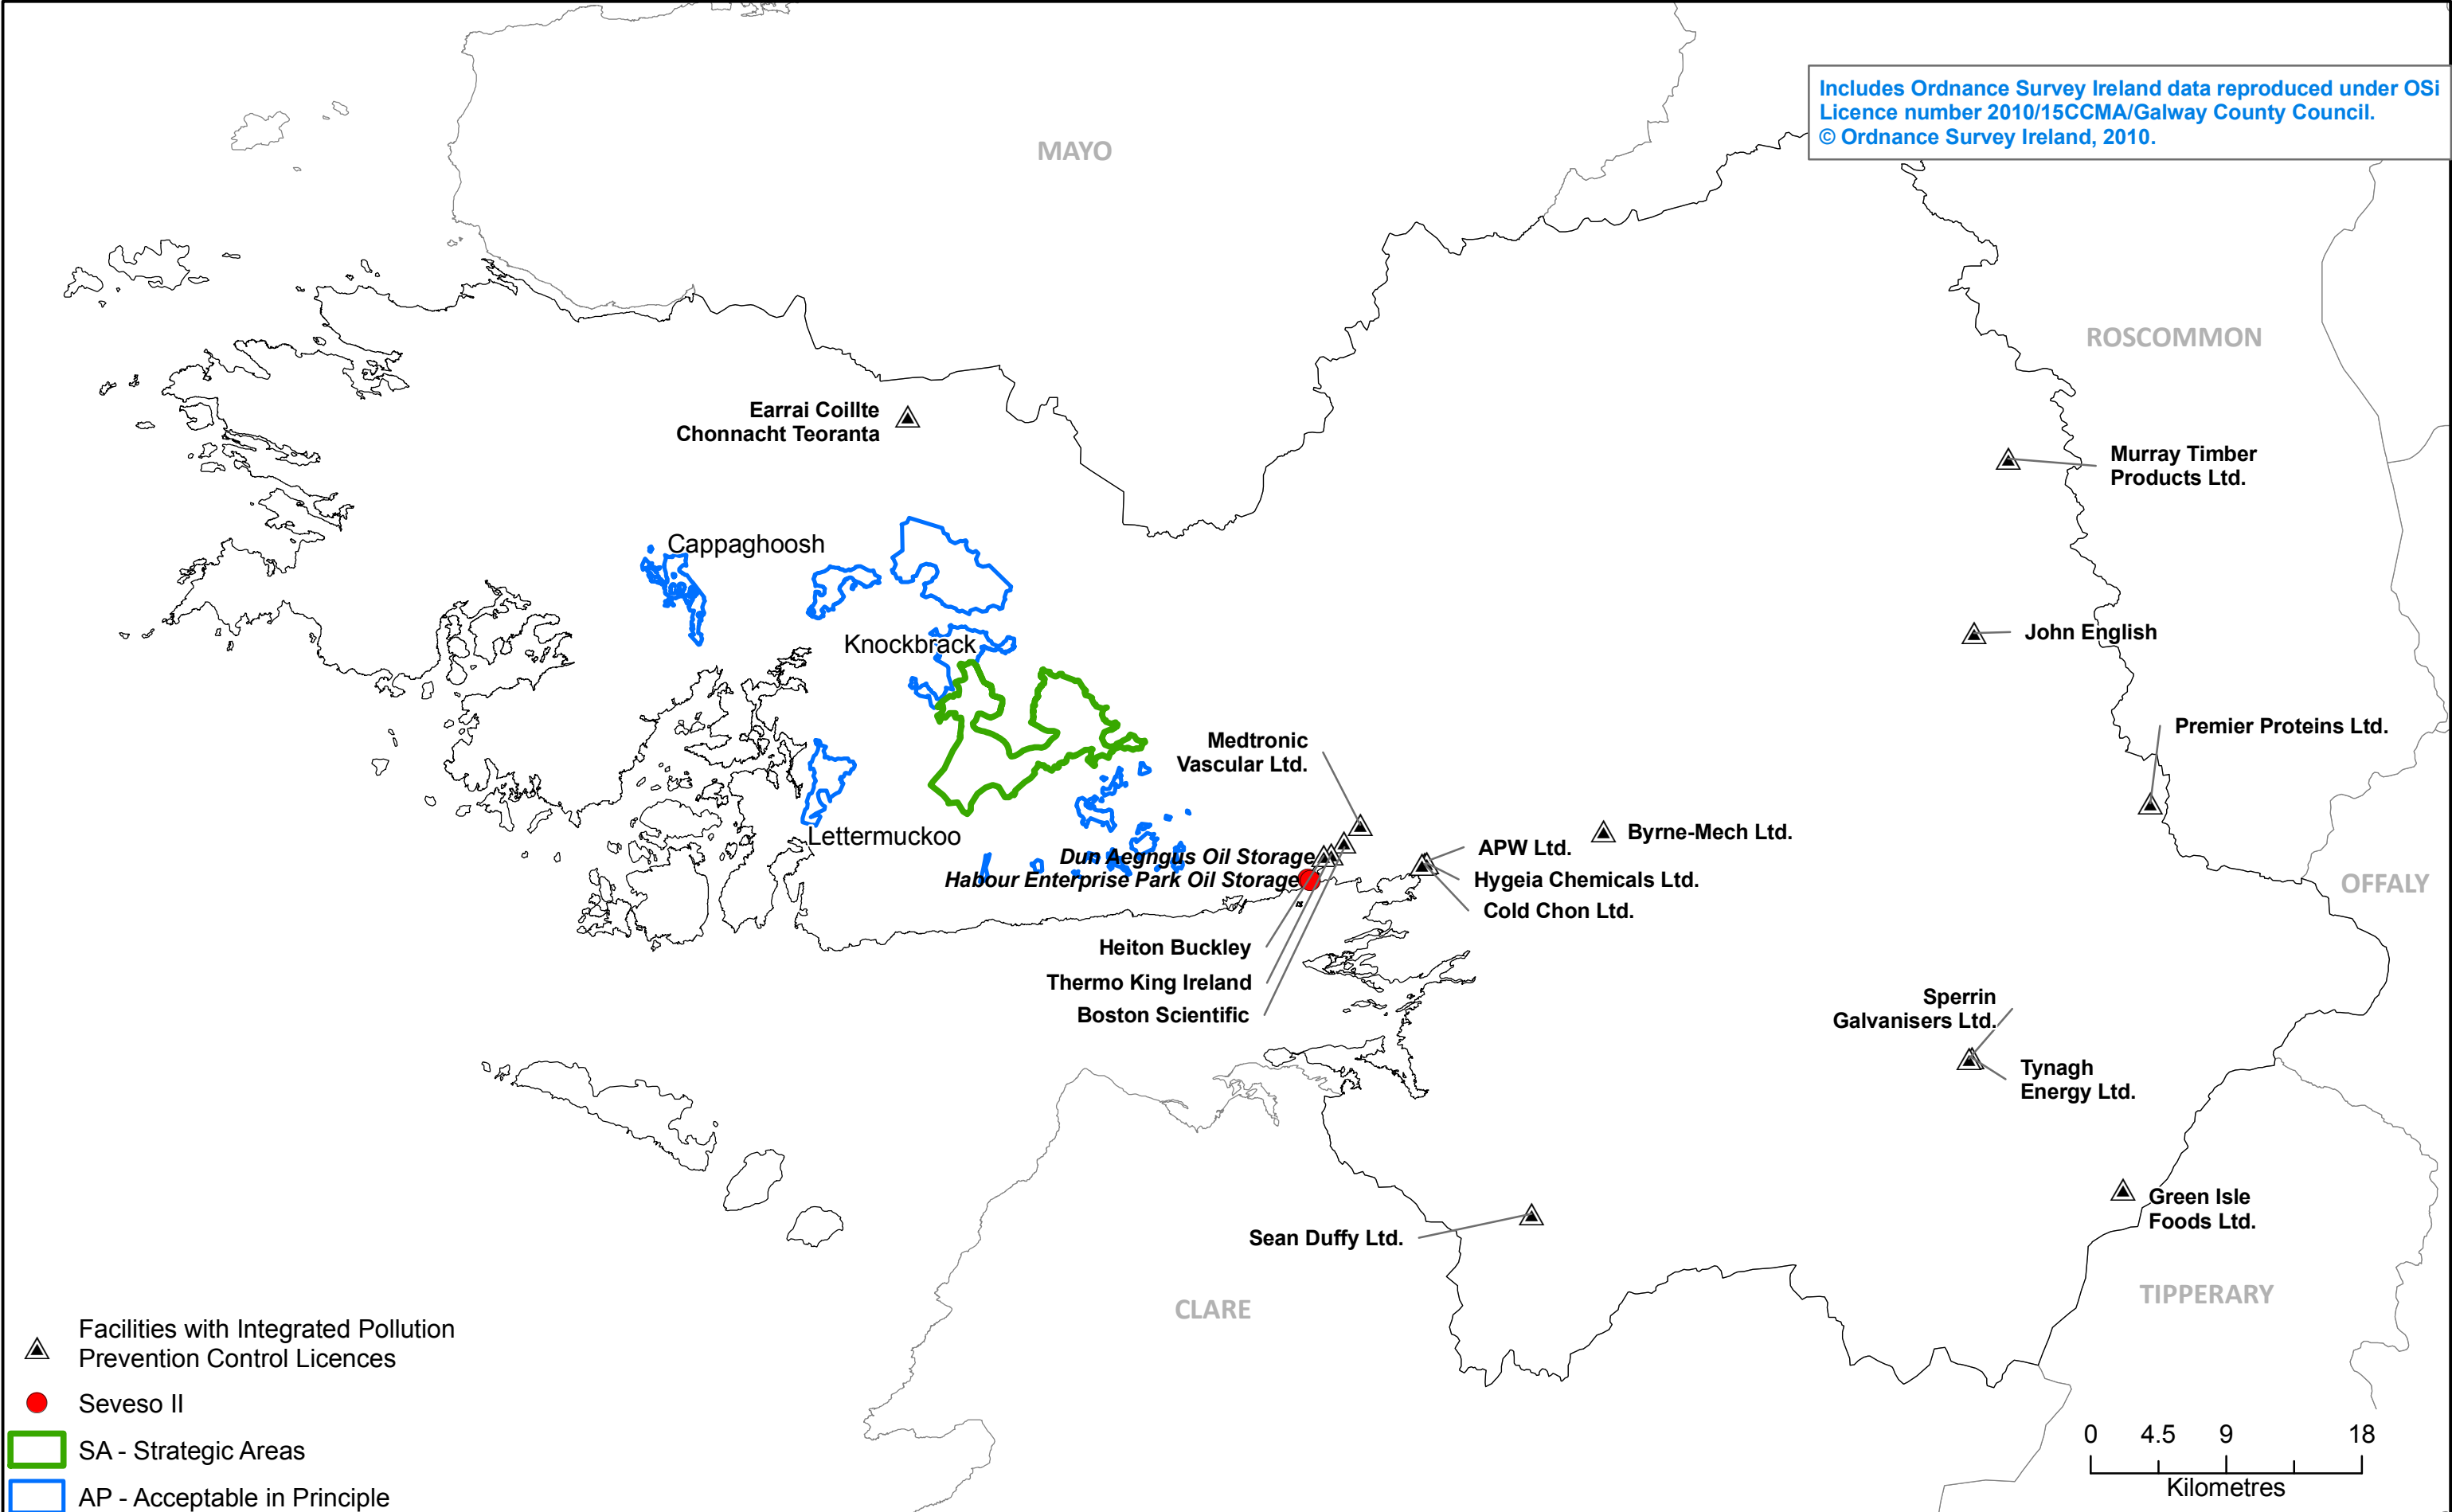 Includes Ordnance Survey Ireland data reproduced under OSi
Licence number 2010/15CCMA/Galway County Council.
© Ordnance Survey Ireland, 2010.
MAYO
ROSCOMMON
Earrai Coillte
Chonnacht Teoranta
Murray Timber
Products Ltd.
Cappaghoosh
John English
Knockbrack
Premier Proteins Ltd.
Medtronic
Vascular Ltd.
Lettermuckoo
Byrne-Mech Ltd.
APW Ltd.
Dun Aegngus Oil Storage
Habour Enterprise Park Oil Storage
Hygeia Chemicals Ltd.
OFFALY
Cold Chon Ltd.
Heiton Buckley
Thermo King Ireland
Boston Scientific
Sperrin
Galvanisers Ltd.
Tynagh
Energy Ltd.
Green Isle
Foods Ltd.
Sean Duffy Ltd.
CLARE
TIPPERARY
Facilities with Integrated Pollution
Prevention Control Licences
Seveso II
SA - Strategic Areas
AP - Acceptable in Principle
0 4.5 9 18
Kilometres